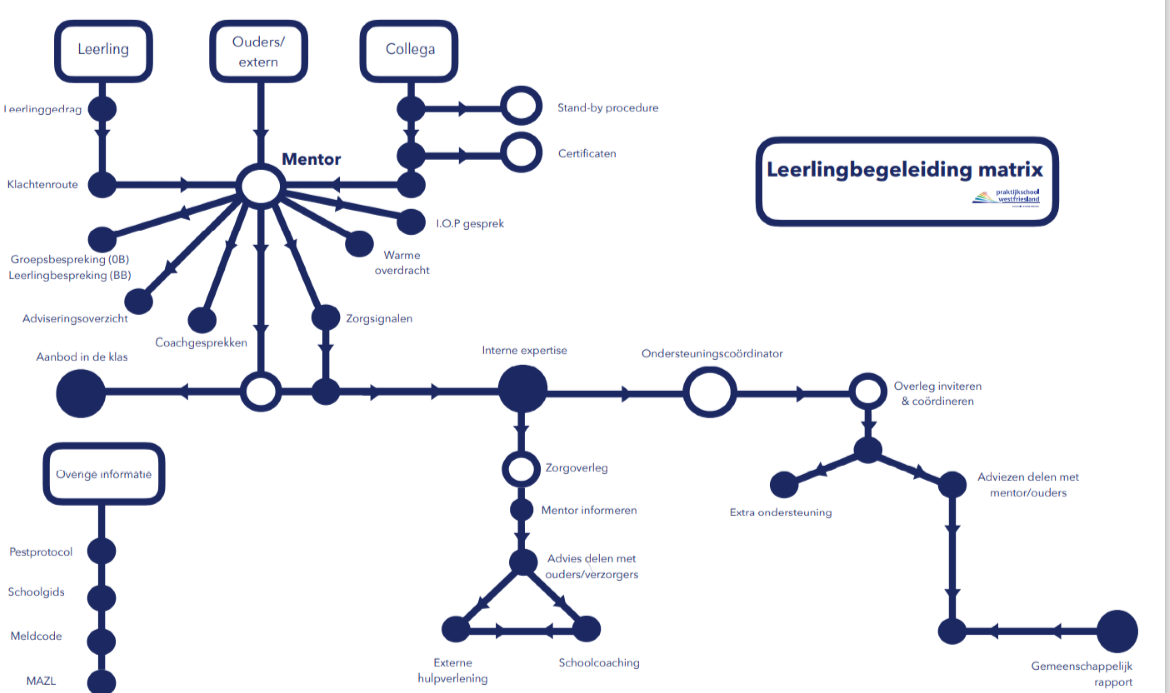 Leerling
Ouders/
extern
Collega
Leerlinggedrag
Stand-by procedure
Mentor
Certificaten
Leerlingbegeleiding matrix
praktijkschool
westfriesland
Klachtenroute
I.O.P gesprek
Groepsbespreking (0B)
Leerlingbespreking (BB)
Warme
overdracht
Adviseringsoverzicht
Zorgsignalen
Coachgesprekken
Aanbod in de klas
Interne expertise
Ondersteuningscoördinator
Overleg inviteren
& coördineren
Overige informatie
Zorgoverleg
Adviezen delen met
mentor/ouders
Mentor informeren
Extra ondersteuning
Pestprotocol
Advies delen met
ouders/verzorgers
Schoolgids
Meldcode
Externe
hulpverlening
Schoolcoaching
Gemeenschappelijk
rapport
MAZL